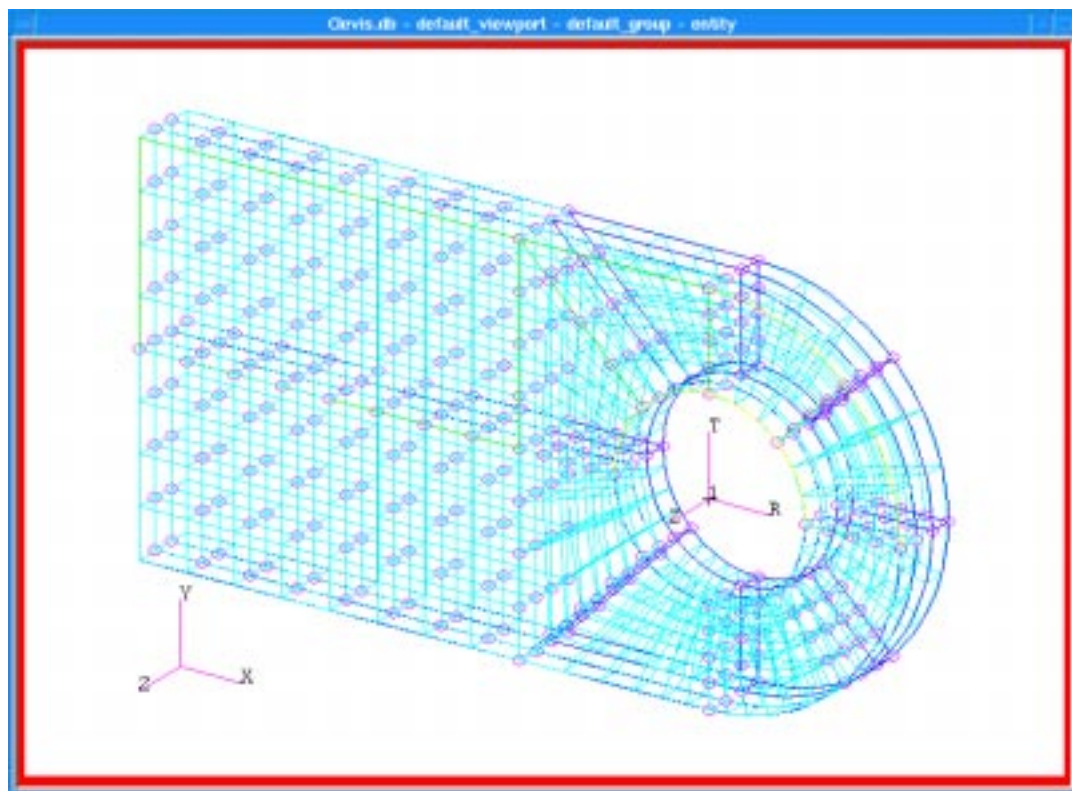 Clevis.db - default_viewport - default_group - entity
T
R
Z
1
Y
X
Z